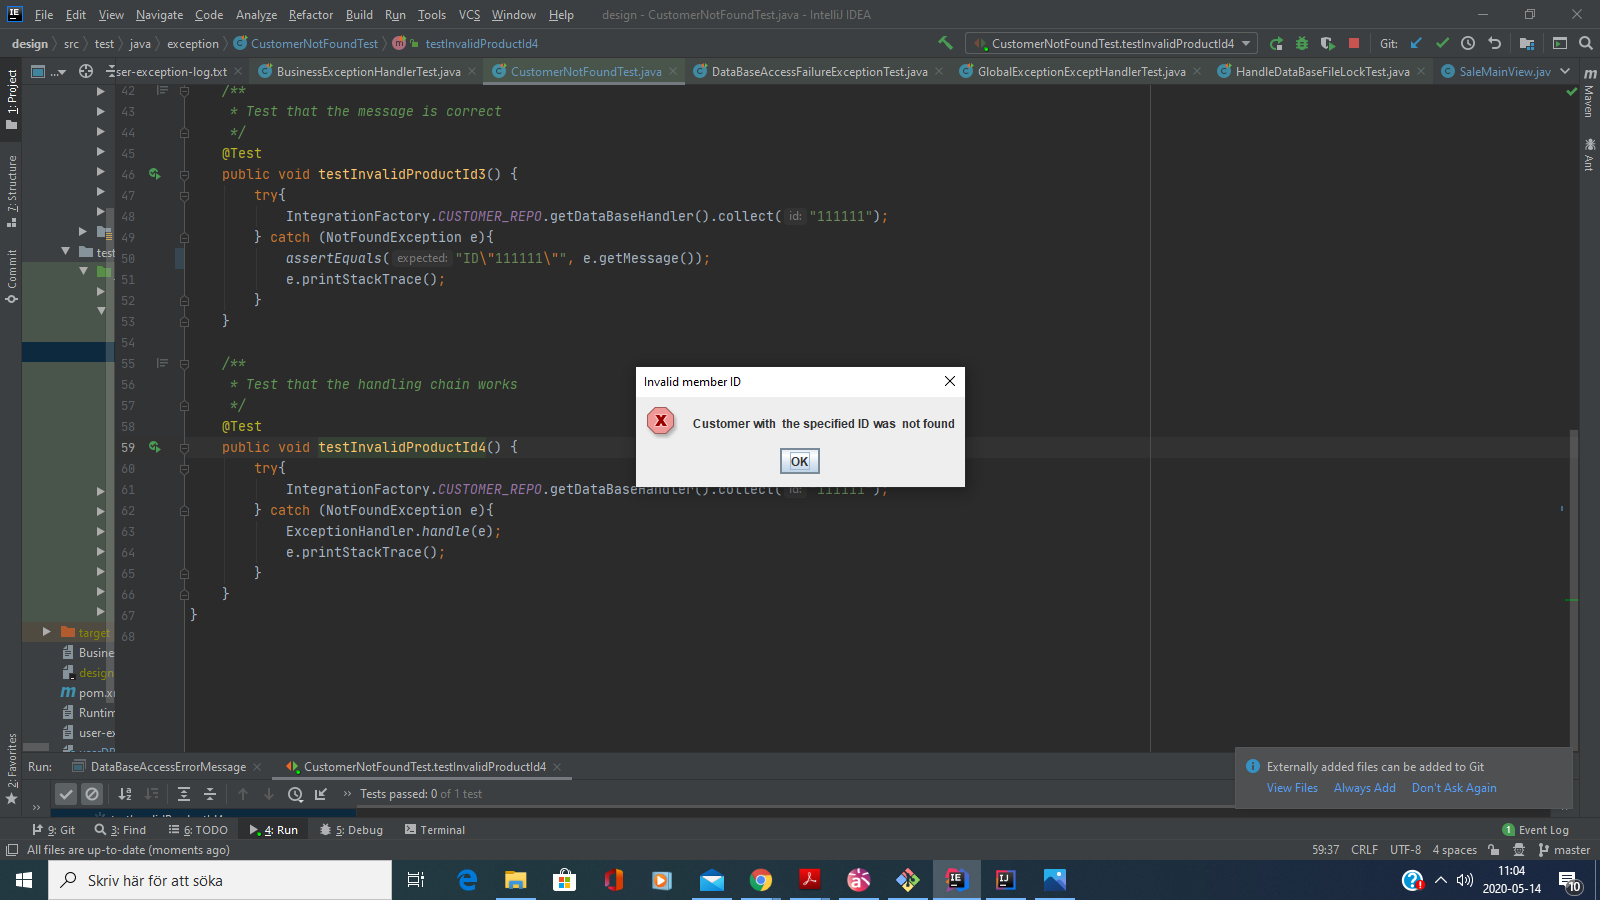 File Edit View Navigate Code Analyze Refactor Build Run Tools VCS Git Window Help design - CustomerNotFoundTest.java - IntelliJ IDEA
design src test java exception CustomerNotFoundTest testInvalidProductId4 CustomerNotFoundTest.testInvalidProductId4 Git:
ser-exception-log.txt BusinessExceptionHandlerTest.java CustomerNotFoundTest.java DataBaseAccessFailureExceptionTest.java GlobalExceptionExceptHandlerTest.java HandleDataBaseFileLockTest.java SaleMainView.jav
1: Project
7: Structure
Commit
2: Favorites
Maven
Ant
test
target
Busine
design
pom.x
Runtin
user-e
42 /**
43 * Test that the message is correct
44 */
45 @Test
46 public void testInvalidProductId3() {
47 try{
48 IntegrationFactory.CUSTOMER_REPO.getDataBaseHandler().collect( id: "111111");
49 } catch (NotFoundException e){
50 assertEquals( expected: "ID\"111111\"", e.getMessage());
51 e.printStackTrace();
52 }
53 }
54
55 /**
56 * Test that the handling chain works
57 */
58 @Test
59 public void testInvalidProductId4() {
60 try{
61 IntegrationFactory.CUSTOMER_REPO.getDataBaseHandler().collect( id: "111111");
62 } catch (NotFoundException e){
63 ExceptionHandler.handle(e);
64 e.printStackTrace();
65 }
66 }
67 }
68
Invalid member ID
Customer with the specified ID was not found
OK
Run: DataBaseAccessErrorMessage CustomerNotFoundTest.testInvalidProductId4
Tests passed: 0 of 1 test
Externally added files can be added to Git
View Files Always Add Don't Ask Again
9: Git 3: Find 6: TODO 4: Run 5: Debug Terminal 1 Event Log
All files are up-to-date (moments ago) 59:37 CRLF UTF-8 4 spaces master
Skriv här för att söka
11:04
2020-05-14
10